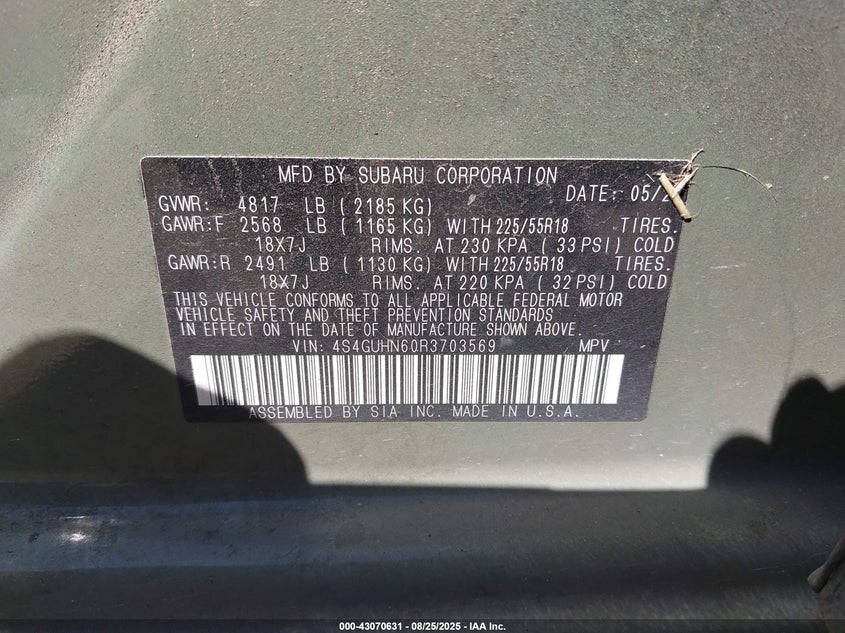 MFD BY SUBARU CORPORATION
DATE: 05/2
GVWR: 4817 LB ( 2185 KG)
GAWR:F 2568 LB ( 1165 KG) WITH 225/55R18 TIRES.
18X7J RIMS. AT 230 KPA ( 33 PSI) COLD
GAWR:R 2491 LB ( 1130 KG) WITH 225/55R18 TIRES.
18X7J RIMS. AT 220 KPA ( 32 PSI) COLD
THIS VEHICLE CONFORMS TO ALL APPLICABLE FEDERAL MOTOR
VEHICLE SAFETY AND THEFT PREVENTION STANDARDS
IN EFFECT ON THE DATE OF MANUFACTURE SHOWN ABOVE.
VIN: 4S4GUHN60R3703569 MPV
ASSEMBLED BY SIA INC. MADE IN U.S.A.
000-43070631 - 08/25/2025 - IAA Inc.